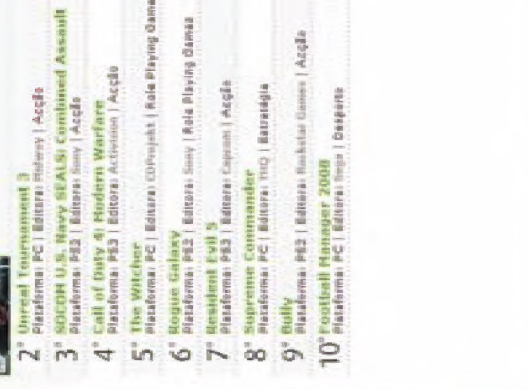 2º Unreal Tournament 3
Plataforma: PC | Editora: Midway | Acção
3º SOCOM U.S. Navy SEALS: Combined Assault
Plataforma: PS2 | Editora: Sony | Acção
4º Call of Duty 4: Modern Warfare
Plataforma: PS3 | Editora: Activision | Acção
5º The Witcher
Plataforma: PC | Editora: CDProjekt | Role Playing Games
6º Rogue Galaxy
Plataforma: PS2 | Editora: Sony | Role Playing Games
7º Resident Evil 5
Plataforma: PS3 | Editora: Capcom | Acção
8º Supreme Commander
Plataforma: PC | Editora: THQ | Estratégia
9º Bully
Plataforma: PS2 | Editora: Rockstar Games | Acção
10º Football Manager 2008
Plataforma: PC | Editora: Sega | Desporto